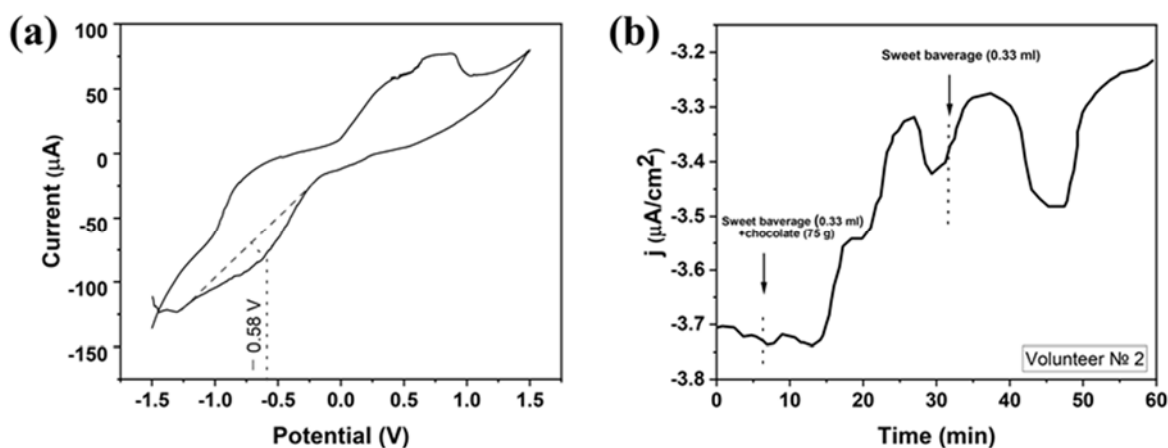 (a)
100
50
0
-50
-100
-150
Current (μA)
– 0.58 V
-1.5
-1.0
-0.5
0.0
0.5
1.0
1.5
Potential (V)
(b)
-3.2
-3.3
-3.4
-3.5
-3.6
-3.7
-3.8
j (μA/cm²)
Sweet baverage (0.33 ml)
Sweet baverage (0.33 ml)
+chocolate (75 g)
Volunteer № 2
0
10
20
30
40
50
60
Time (min)